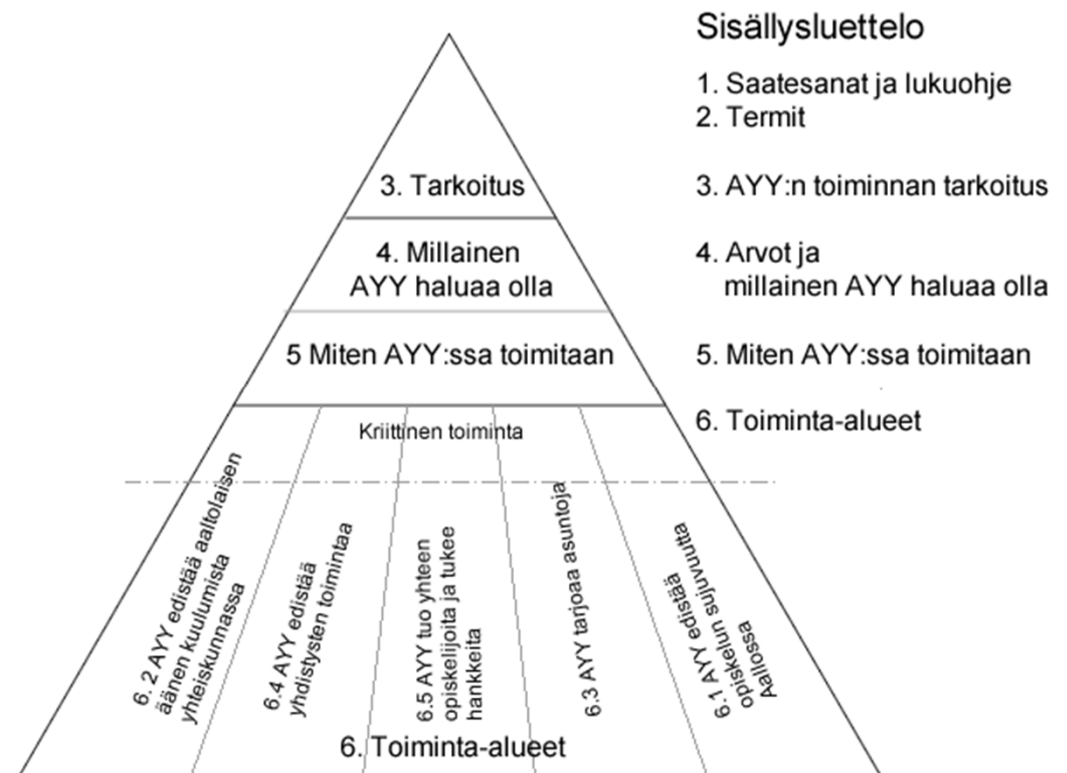 Sisällysluettelo
1. Saatesanat ja lukuohje
2. Termit
3. AYY:n toiminnan tarkoitus
4. Arvot ja
millainen AYY haluaa olla
5. Miten AYY:ssa toimitaan
6. Toiminta-alueet
3. Tarkoitus
4. Millainen
AYY haluaa olla
5 Miten AYY:ssa toimitaan
Kriittinen toiminta
6. 2 AYY edistää aaltolaisen
äänen kuulumista
yhteiskunnassa
6.4 AYY edistää
yhdistysten toimintaa
6.5 AYY tuo yhteen
opiskelijoita ja tukee
hankkeita
6.3 AYY tarjoaa asuntoja
6.1 AYY edistää
opiskelun sujuvuutta
Aallossa
6. Toiminta-alueet